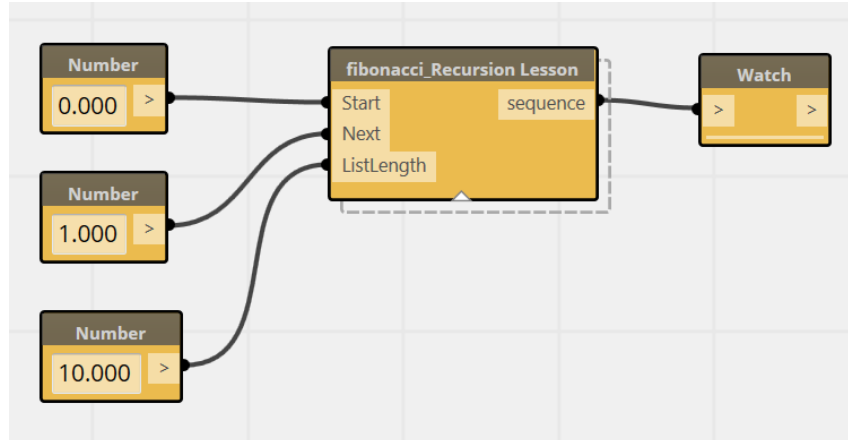 Number
0.000 >
Number
1.000 >
Number
10.000 >
fibonacci_Recursion Lesson
Start
sequence
Next
ListLength
Watch
> >